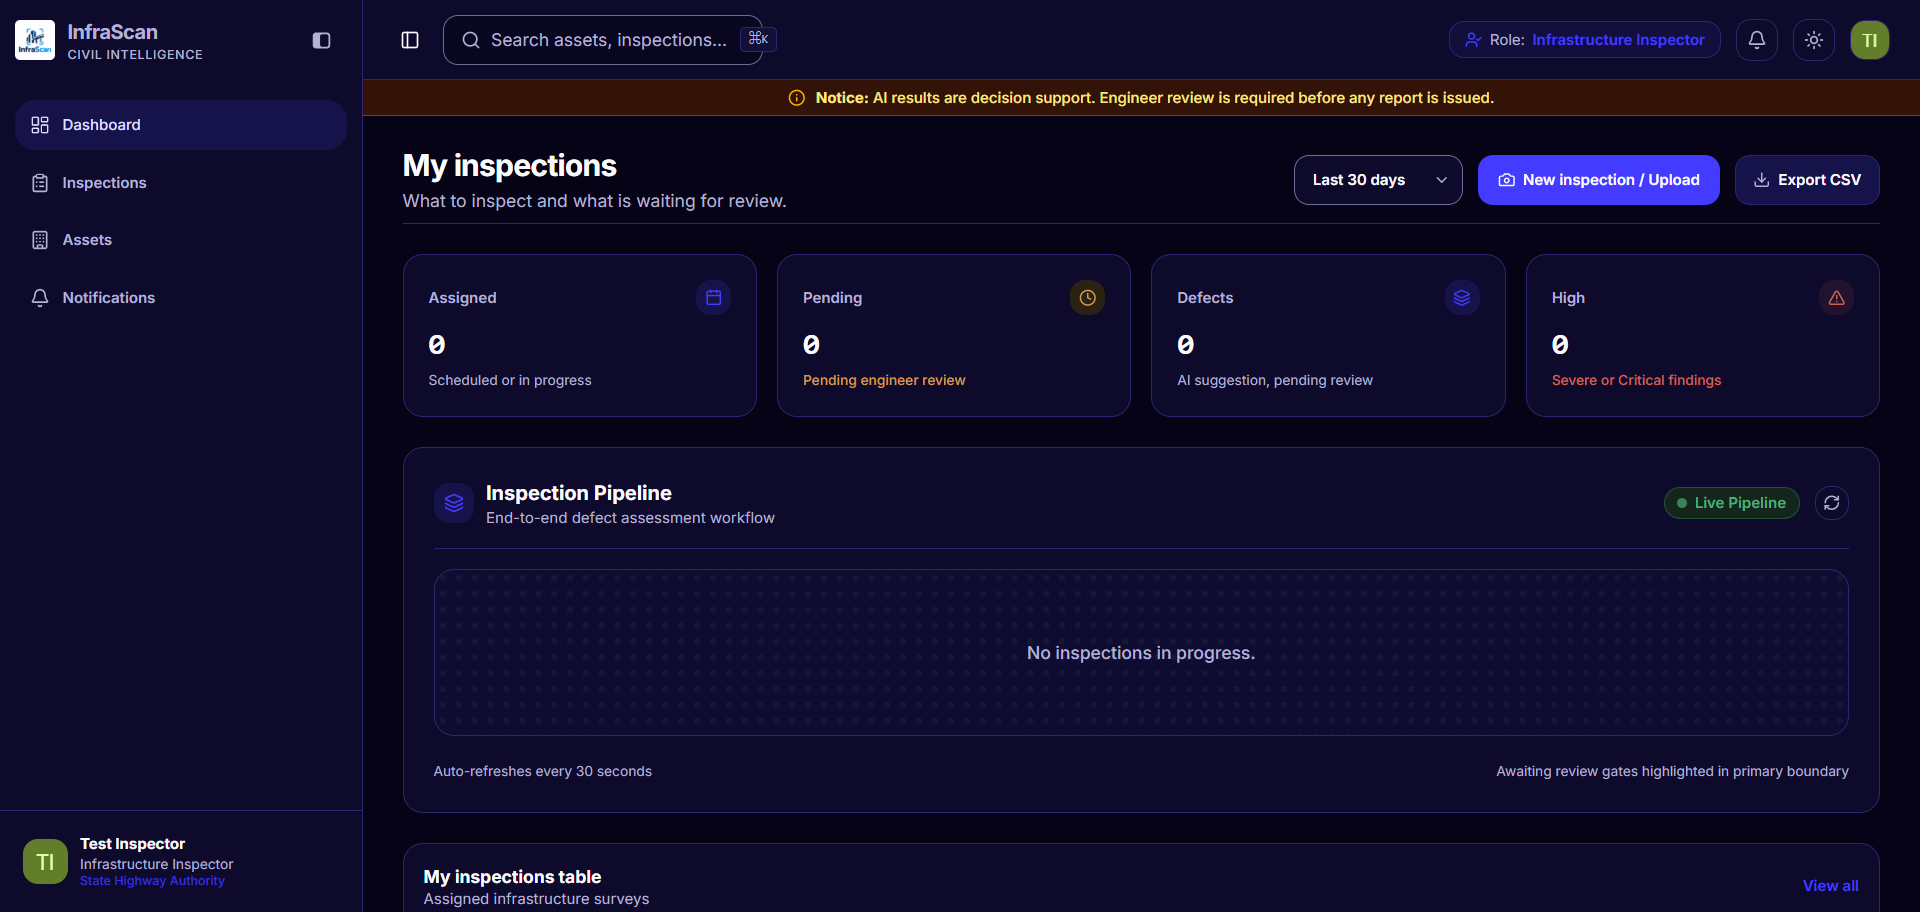 InfraScan
InfraScan
CIVIL INTELLIGENCE
Search assets, inspections...
⌘K
Role: Infrastructure Inspector
TI
Notice: AI results are decision support. Engineer review is required before any report is issued.
Dashboard
Inspections
Assets
Notifications
My inspections
What to inspect and what is waiting for review.
Last 30 days
New inspection / Upload
Export CSV
Assigned
0
Scheduled or in progress
Pending
0
Pending engineer review
Defects
0
AI suggestion, pending review
High
0
Severe or Critical findings
Inspection Pipeline
End-to-end defect assessment workflow
Live Pipeline
No inspections in progress.
Auto-refreshes every 30 seconds
Awaiting review gates highlighted in primary boundary
My inspections table
Assigned infrastructure surveys
View all
TI
Test Inspector
Infrastructure Inspector
State Highway Authority